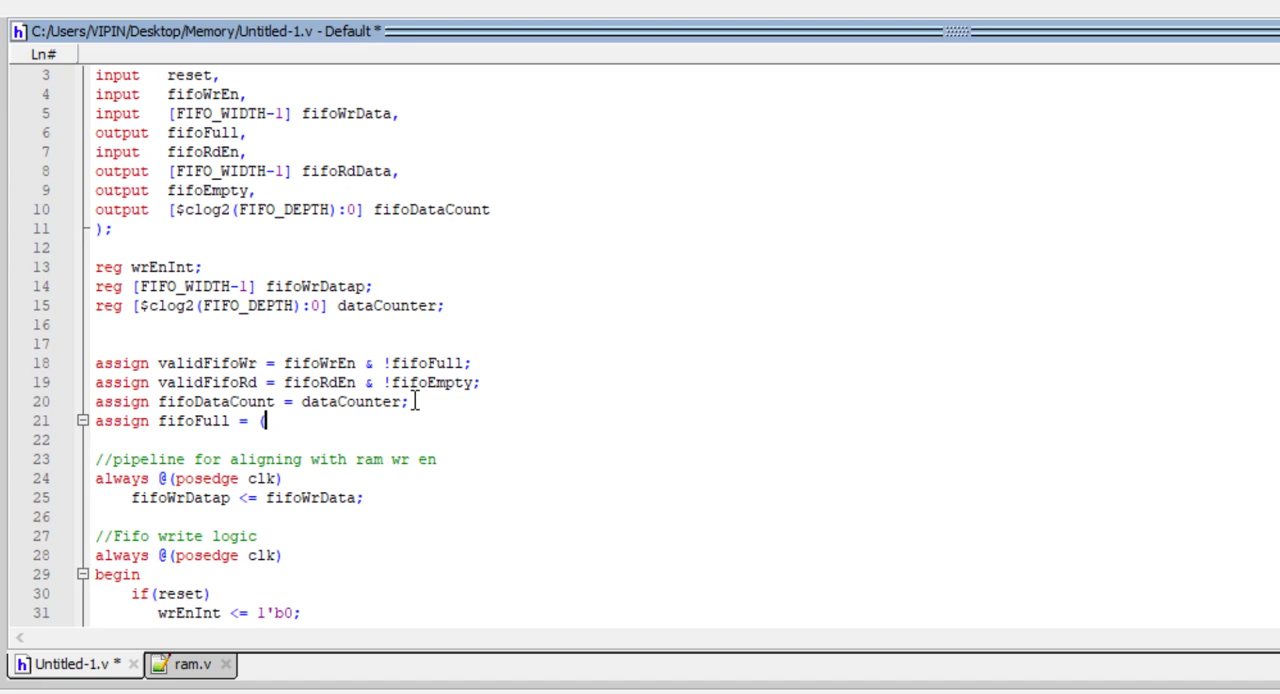 C:/Users/VIPIN/Desktop/Memory/Untitled-1.v - Default *
Ln#
3 input reset,
4 input fifoWrEn,
5 input [FIFO_WIDTH-1] fifoWrData,
6 output fifoFull,
7 input fifoRdEn,
8 output [FIFO_WIDTH-1] fifoRdData,
9 output fifoEmpty,
10 output [$clog2(FIFO_DEPTH):0] fifoDataCount
11 );
12
13 reg wrEnInt;
14 reg [FIFO_WIDTH-1] fifoWrDatap;
15 reg [$clog2(FIFO_DEPTH):0] dataCounter;
16
17
18 assign validFifoWr = fifoWrEn & !fifoFull;
19 assign validFifoRd = fifoRdEn & !fifoEmpty;
20 assign fifoDataCount = dataCounter;
21 assign fifoFull = (
22
23 //pipeline for aligning with ram wr en
24 always @(posedge clk)
25 fifoWrDatap <= fifoWrData;
26
27 //Fifo write logic
28 always @(posedge clk)
29 begin
30 if(reset)
31 wrEnInt <= 1'b0;
Untitled-1.v * ram.v